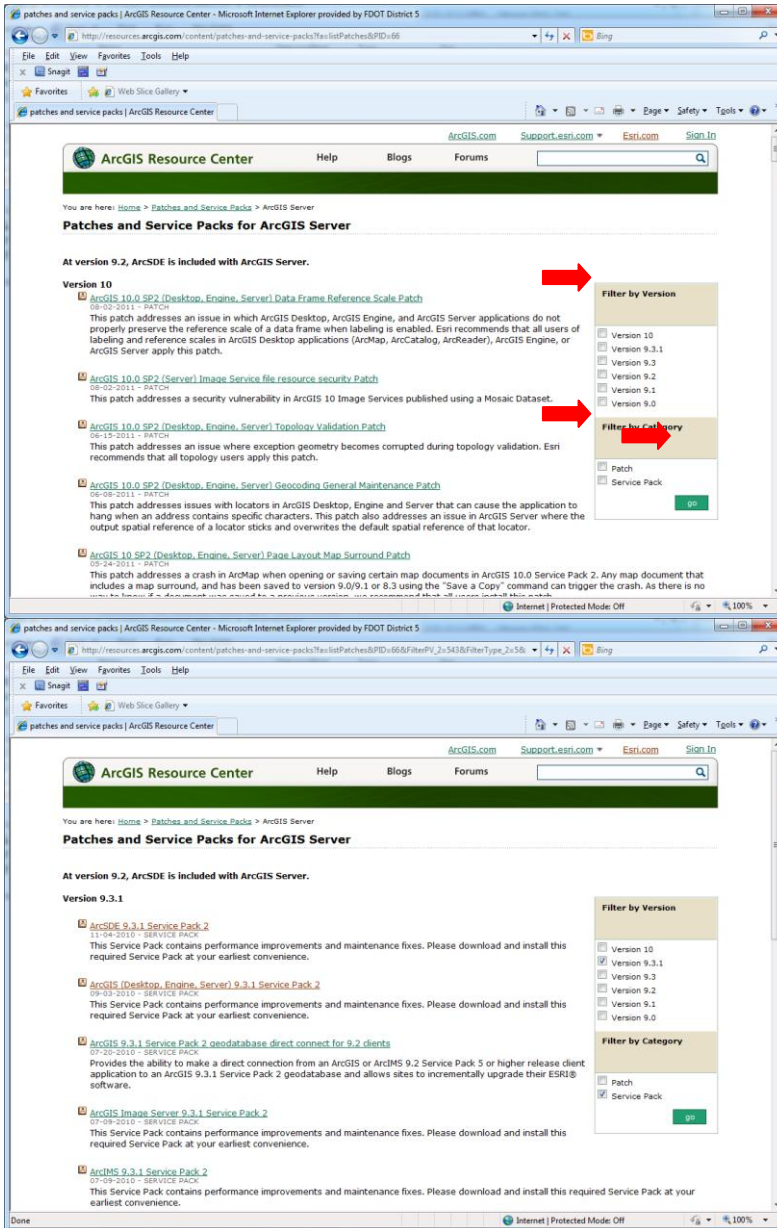 patches and service packs | ArcGIS Resource Center - Microsoft Internet Explorer provided by FDOT District 5
http://resources.arcgis.com/content/patches-and-service-packs?fa=listPatches&PID=66
Bing
File Edit View Favorites Tools Help
x Snagit
Favorites Web Slice Gallery
patches and service packs | ArcGIS Resource Center
Page Safety Tools
ArcGIS.com Support.esri.com Esri.com Sign In
ArcGIS Resource Center Help Blogs Forums
You are here: Home > Patches and Service Packs > ArcGIS Server
Patches and Service Packs for ArcGIS Server
At version 9.2, ArcSDE is included with ArcGIS Server.
Version 10
ArcGIS 10.0 SP2 (Desktop, Engine, Server) Data Frame Reference Scale Patch
08-02-2011 - PATCH
This patch addresses an issue in which ArcGIS Desktop, ArcGIS Engine, and ArcGIS Server applications do not
properly preserve the reference scale of a data frame when labeling is enabled. Esri recommends that all users of
labeling and reference scales in ArcGIS Desktop applications (ArcMap, ArcCatalog, ArcReader), ArcGIS Engine, or
ArcGIS Server apply this patch.
ArcGIS 10.0 SP2 (Server) Image Service file resource security Patch
08-02-2011 - PATCH
This patch addresses a security vulnerability in ArcGIS 10 Image Services published using a Mosaic Dataset.
ArcGIS 10.0 SP2 (Desktop, Engine, Server) Topology Validation Patch
06-15-2011 - PATCH
This patch addresses an issue where exception geometry becomes corrupted during topology validation. Esri
recommends that all topology users apply this patch.
ArcGIS 10.0 SP2 (Desktop, Engine, Server) Geocoding General Maintenance Patch
06-08-2011 - PATCH
This patch addresses issues with locators in ArcGIS Desktop, Engine and Server that can cause the application to
hang when an address contains specific characters. This patch also addresses an issue in ArcGIS Server where the
output spatial reference of a locator sticks and overwrites the default spatial reference of that locator.
ArcGIS 10 SP2 (Desktop, Engine, Server) Page Layout Map Surround Patch
05-24-2011 - PATCH
This patch addresses a crash in ArcMap when opening or saving certain map documents in ArcGIS 10.0 Service Pack 2. Any map document that
includes a map surround, and has been saved to version 9.0/9.1 or 8.3 using the "Save a Copy" command can trigger the crash. As there is no
way to know if a document was saved to a previous version, we recommend that all users install this patch.
Filter by Version
Version 10
Version 9.3.1
Version 9.3
Version 9.2
Version 9.1
Version 9.0
Filter by Category
Patch
Service Pack
go
Internet | Protected Mode: Off 100%
patches and service packs | ArcGIS Resource Center - Microsoft Internet Explorer provided by FDOT District 5
http://resources.arcgis.com/content/patches-and-service-packs?fa=listPatches&PID=66&FilterPV_2=543&FilterType_2=5&
Bing
File Edit View Favorites Tools Help
x Snagit
Favorites Web Slice Gallery
patches and service packs | ArcGIS Resource Center
Page Safety Tools
ArcGIS.com Support.esri.com Esri.com Sign In
ArcGIS Resource Center Help Blogs Forums
You are here: Home > Patches and Service Packs > ArcGIS Server
Patches and Service Packs for ArcGIS Server
At version 9.2, ArcSDE is included with ArcGIS Server.
Version 9.3.1
ArcSDE 9.3.1 Service Pack 2
11-04-2010 - SERVICE PACK
This Service Pack contains performance improvements and maintenance fixes. Please download and install this
required Service Pack at your earliest convenience.
ArcGIS (Desktop, Engine, Server) 9.3.1 Service Pack 2
09-03-2010 - SERVICE PACK
This Service Pack contains performance improvements and maintenance fixes. Please download and install this
required Service Pack at your earliest convenience.
ArcGIS 9.3.1 Service Pack 2 geodatabase direct connect for 9.2 clients
07-20-2010 - SERVICE PACK
Provides the ability to make a direct connection from an ArcGIS or ArcIMS 9.2 Service Pack 5 or higher release client
application to an ArcGIS 9.3.1 Service Pack 2 geodatabase and allows sites to incrementally upgrade their ESRI®
software.
ArcGIS Image Server 9.3.1 Service Pack 2
07-09-2010 - SERVICE PACK
This Service Pack contains performance improvements and maintenance fixes. Please download and install this
required Service Pack at your earliest convenience.
ArcIMS 9.3.1 Service Pack 2
07-09-2010 - SERVICE PACK
This Service Pack contains performance improvements and maintenance fixes. Please download and install this required Service Pack at your
earliest convenience.
Filter by Version
Version 10
Version 9.3.1
Version 9.3
Version 9.2
Version 9.1
Version 9.0
Filter by Category
Patch
Service Pack
go
Done Internet | Protected Mode: Off 100%